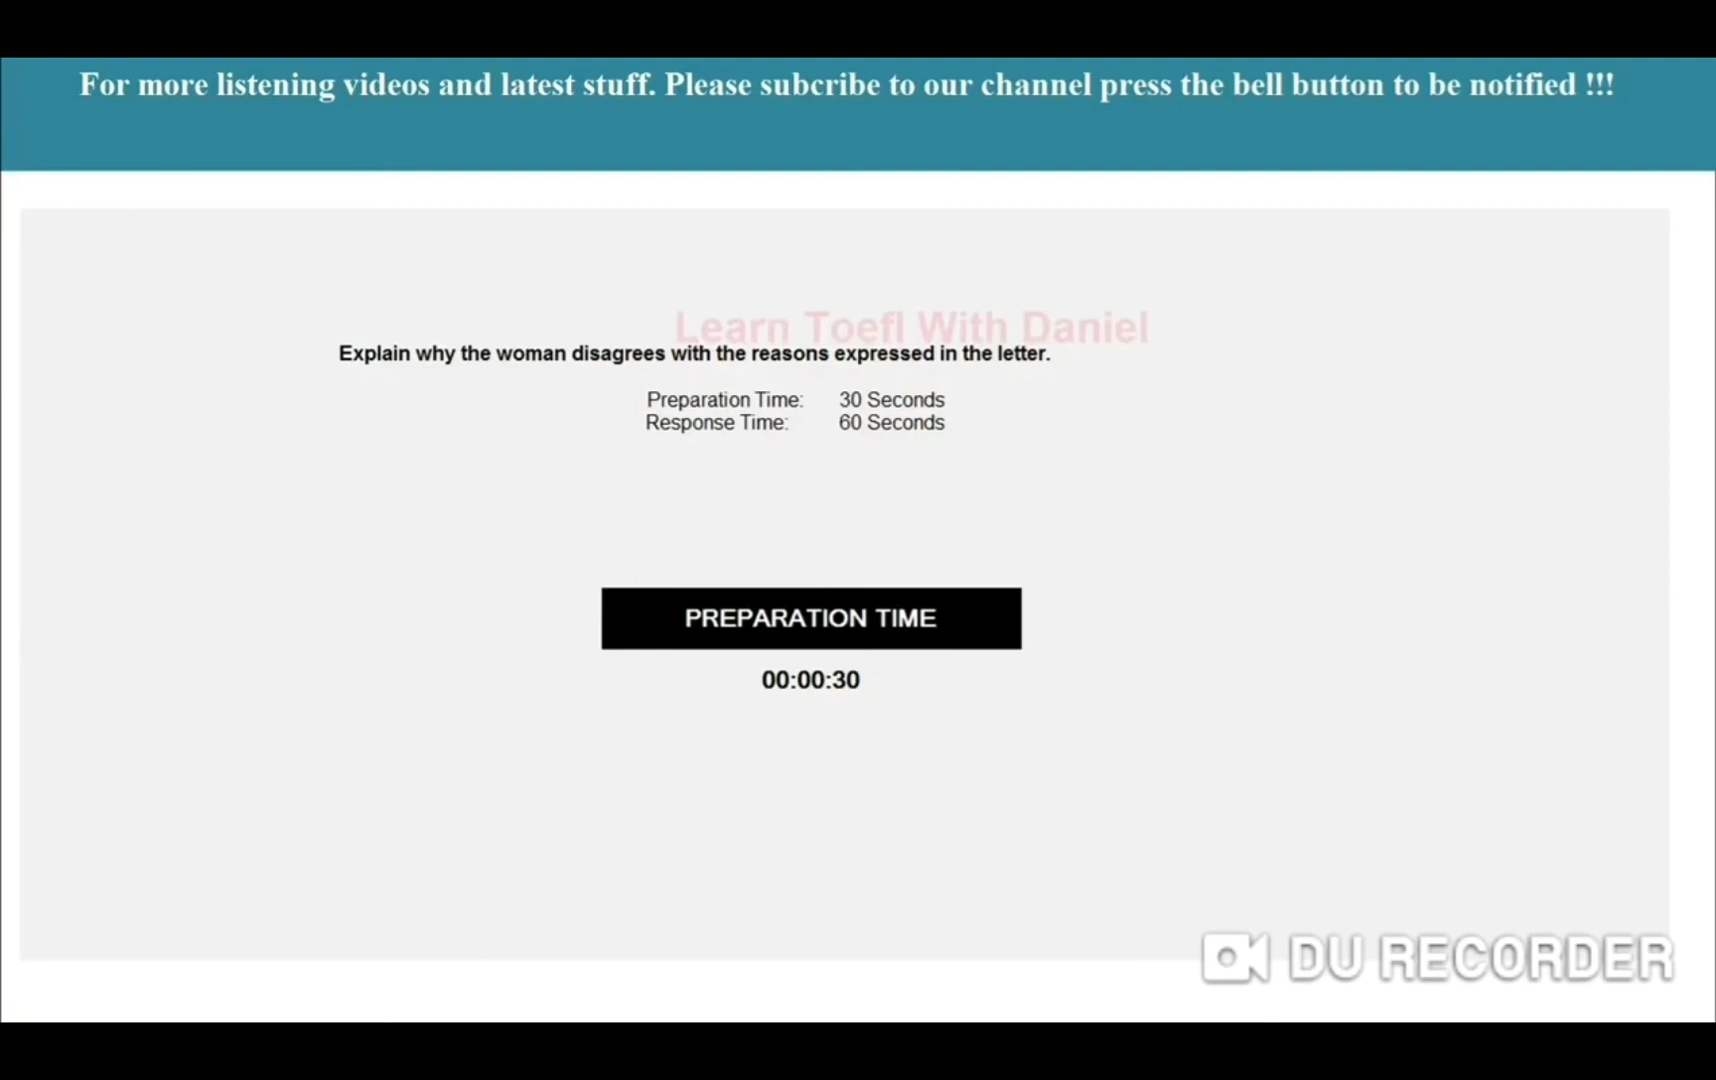 For more listening videos and latest stuff. Please subcribe to our channel press the bell button to be notified !!!
Learn Toefl With Daniel
Explain why the woman disagrees with the reasons expressed in the letter.
Preparation Time: 30 Seconds
Response Time: 60 Seconds
PREPARATION TIME
00:00:30
DU RECORDER